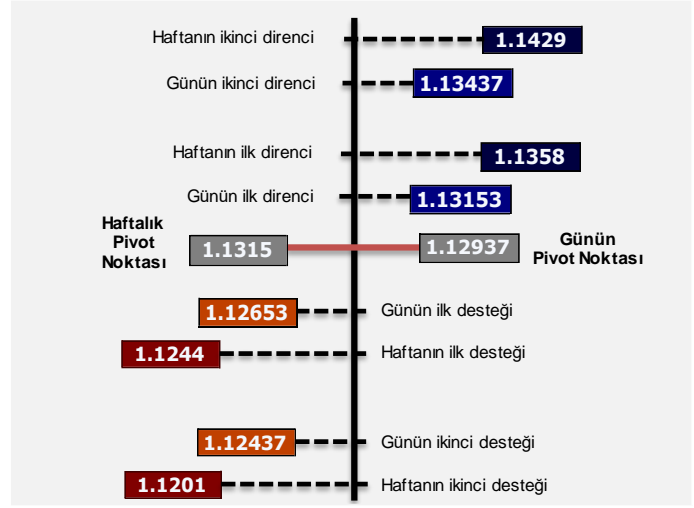 Haftanın ikinci direnci 1.1429
Günün ikinci direnci 1.13437
Haftanın ilk direnci 1.1358
Günün ilk direnci 1.13153
Haftalık
Pivot
Noktası
1.1315
1.12937
Günün
Pivot Noktası
1.12653 Günün ilk desteği
1.1244 Haftanın ilk desteği
1.12437 Günün ikinci desteği
1.1201 Haftanın ikinci desteği